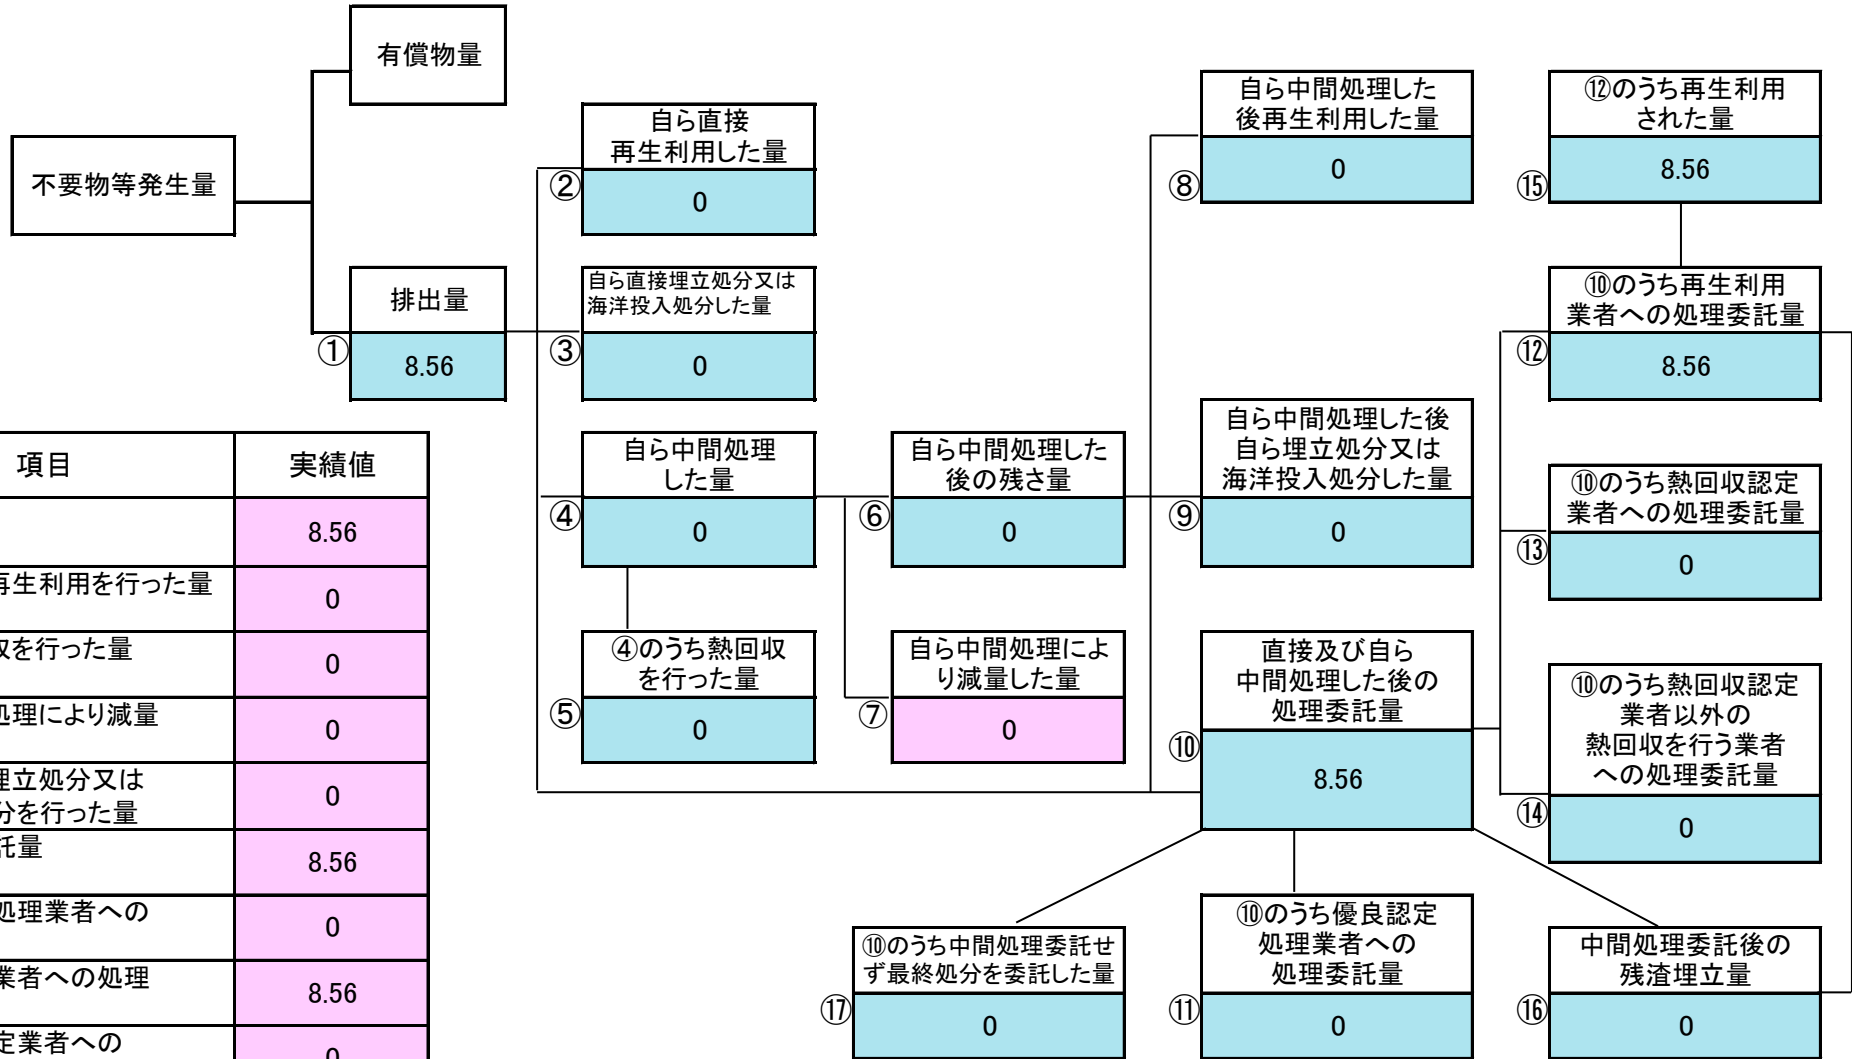 有償物量
不要物等発生量
排出量
①
8.56
自ら直接
再生利用した量
②
0
自ら直接埋立処分又は
海洋投入処分した量
③
0
自ら中間処理
した量
④
0
④のうち熱回収
を行った量
⑤
0
自ら中間処理した
後の残さ量
⑥
0
自ら中間処理によ
り減量した量
⑦
0
自ら中間処理した
後再生利用した量
⑧
0
自ら中間処理した後
自ら埋立処分又は
海洋投入処分した量
⑨
0
直接及び自ら
中間処理した後の
処理委託量
⑩
8.56
⑫のうち再生利用
された量
⑮
8.56
⑩のうち再生利用
業者への処理委託量
⑫
8.56
⑩のうち熱回収認定
業者への処理委託量
⑬
0
⑩のうち熱回収認定
業者以外の
熱回収を行う業者
への処理委託量
⑭
0
⑩のうち中間処理委託せ
ず最終処分を委託した量
⑰
0
⑩のうち優良認定
処理業者への
処理委託量
⑪
0
中間処理委託後の
残渣埋立量
⑯
0
項目 実績値
8.56
再生利用を行った量
0
を行った量
0
処理により減量
0
埋立処分又は
分を行った量
0
託量
8.56
処理業者への
0
業者への処理
8.56
定業者への
0